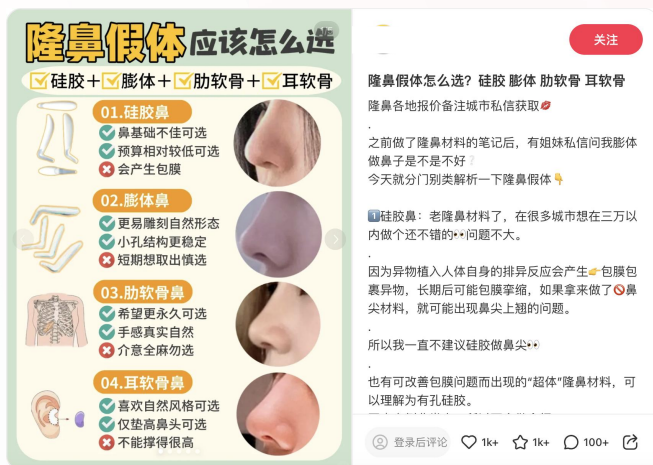 隆鼻假体应该怎么选
硅胶+膨体+肋软骨+耳软骨
01.硅胶鼻
鼻基础不佳可选
预算相对较低可选
会产生包膜
02.膨体鼻
更易雕刻自然形态
小孔结构更稳定
短期想取出慎选
03.肋软骨鼻
希望更永久可选
手感真实自然
介意全麻勿选
04.耳软骨鼻
喜欢自然风格可选
仅垫高鼻头可选
不能撑得很高
关注
隆鼻假体怎么选？硅胶 膨体 肋软骨 耳软骨
隆鼻各地报价备注城市私信获取💋
.
之前做了隆鼻材料的笔记后，有姐妹私信问我膨体
做鼻子是不是不好❔
今天就分门别类解析一下隆鼻假体👇
1️⃣硅胶鼻：老隆鼻材料了，在很多城市想在三万以
内做个还不错的👀问题不大。
.
因为异物植入人体自身的排异反应会产生👉包膜包
裹异物，长期后可能包膜挛缩，如果拿来做了🚫鼻
尖材料，就可能出现鼻尖上翘的问题。
.
所以我一直不建议硅胶做鼻尖👀
.
也有可改善包膜问题而出现的“超体”隆鼻材料，可
以理解为有孔硅胶。
登录后评论
1k+
1k+
100+